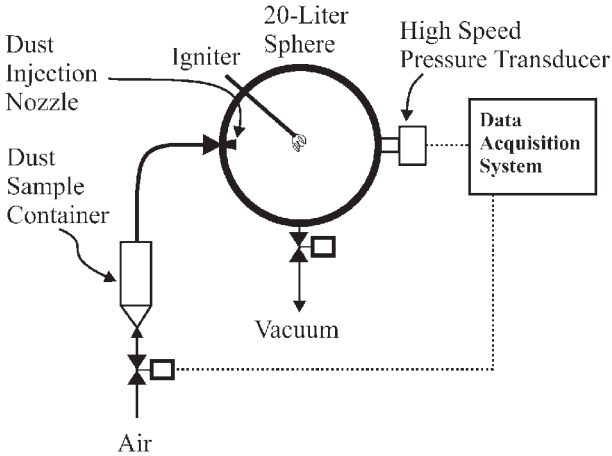 20-Liter
Sphere
Dust
Injection
Nozzle
Igniter
High Speed
Pressure Transducer
Data
Acquisition
System
Dust
Sample
Container
Vacuum
Air